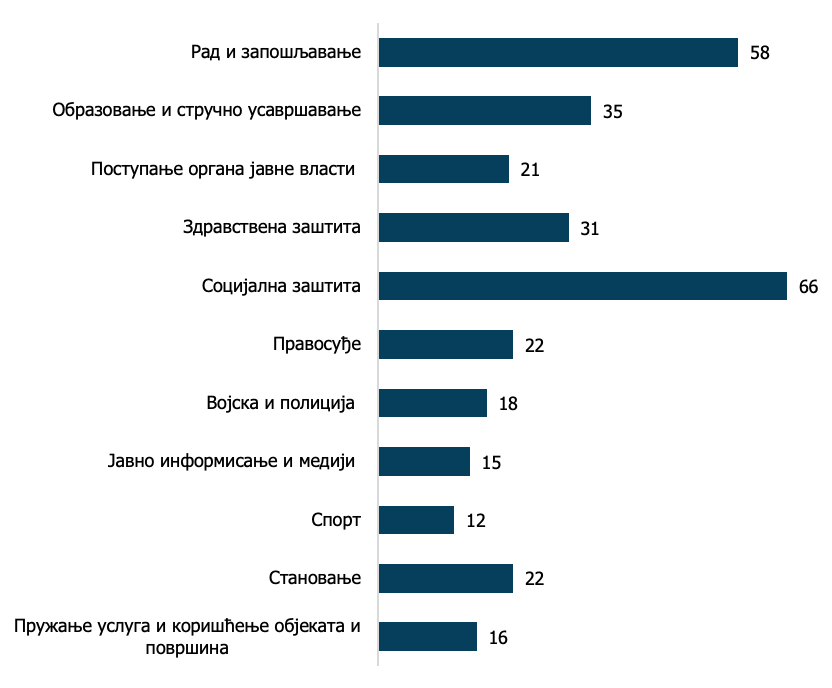 Рад и запошљавање 58
Образовање и стручно усавршавање 35
Поступање органа јавне власти 21
Здравствена заштита 31
Социјална заштита 66
Правосуђе 22
Војска и полиција 18
Јавно информисање и медији 15
Спорт 12
Становање 22
Пружање услуга и коришћење објеката и
површина 16